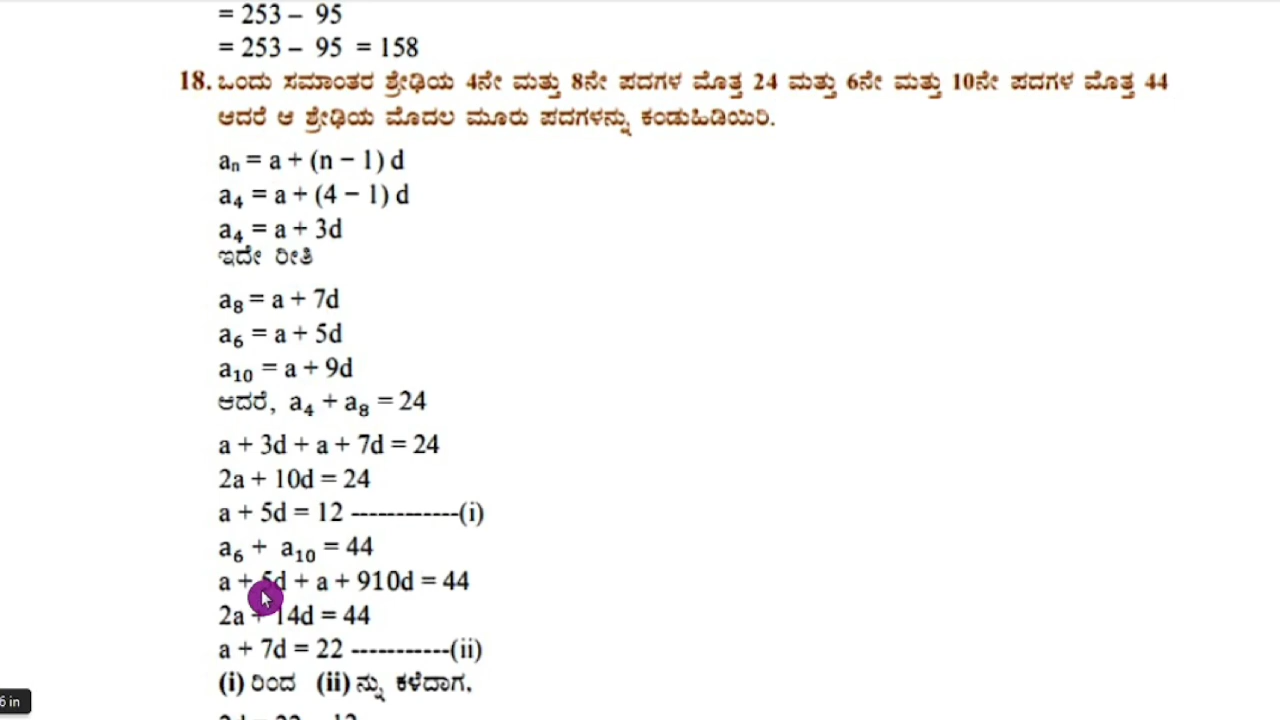 = 253 – 95
= 253 – 95 = 158
18. ಒಂದು ಸಮಾಂತರ ಶ್ರೇಢಿಯ 4ನೇ ಮತ್ತು 8ನೇ ಪದಗಳ ಮೊತ್ತ 24 ಮತ್ತು 6ನೇ ಮತ್ತು 10ನೇ ಪದಗಳ ಮೊತ್ತ 44
ಆದರೆ ಆ ಶ್ರೇಢಿಯ ಮೊದಲ ಮೂರು ಪದಗಳನ್ನು ಕಂಡುಹಿಡಿಯಿರಿ.
aₙ = a + (n − 1) d
a₄ = a + (4 − 1) d
a₄ = a + 3d
ಇದೇ ರೀತಿ
a₈ = a + 7d
a₆ = a + 5d
a₁₀ = a + 9d
ಆದರೆ, a₄ + a₈ = 24
a + 3d + a + 7d = 24
2a + 10d = 24
a + 5d = 12 ------------(i)
a₆ + a₁₀ = 44
a + 5d + a + 910d = 44
2a + 14d = 44
a + 7d = 22 -----------(ii)
(i) ರಿಂದ (ii) ನ್ನು ಕಳೆದಾಗ,
6 in